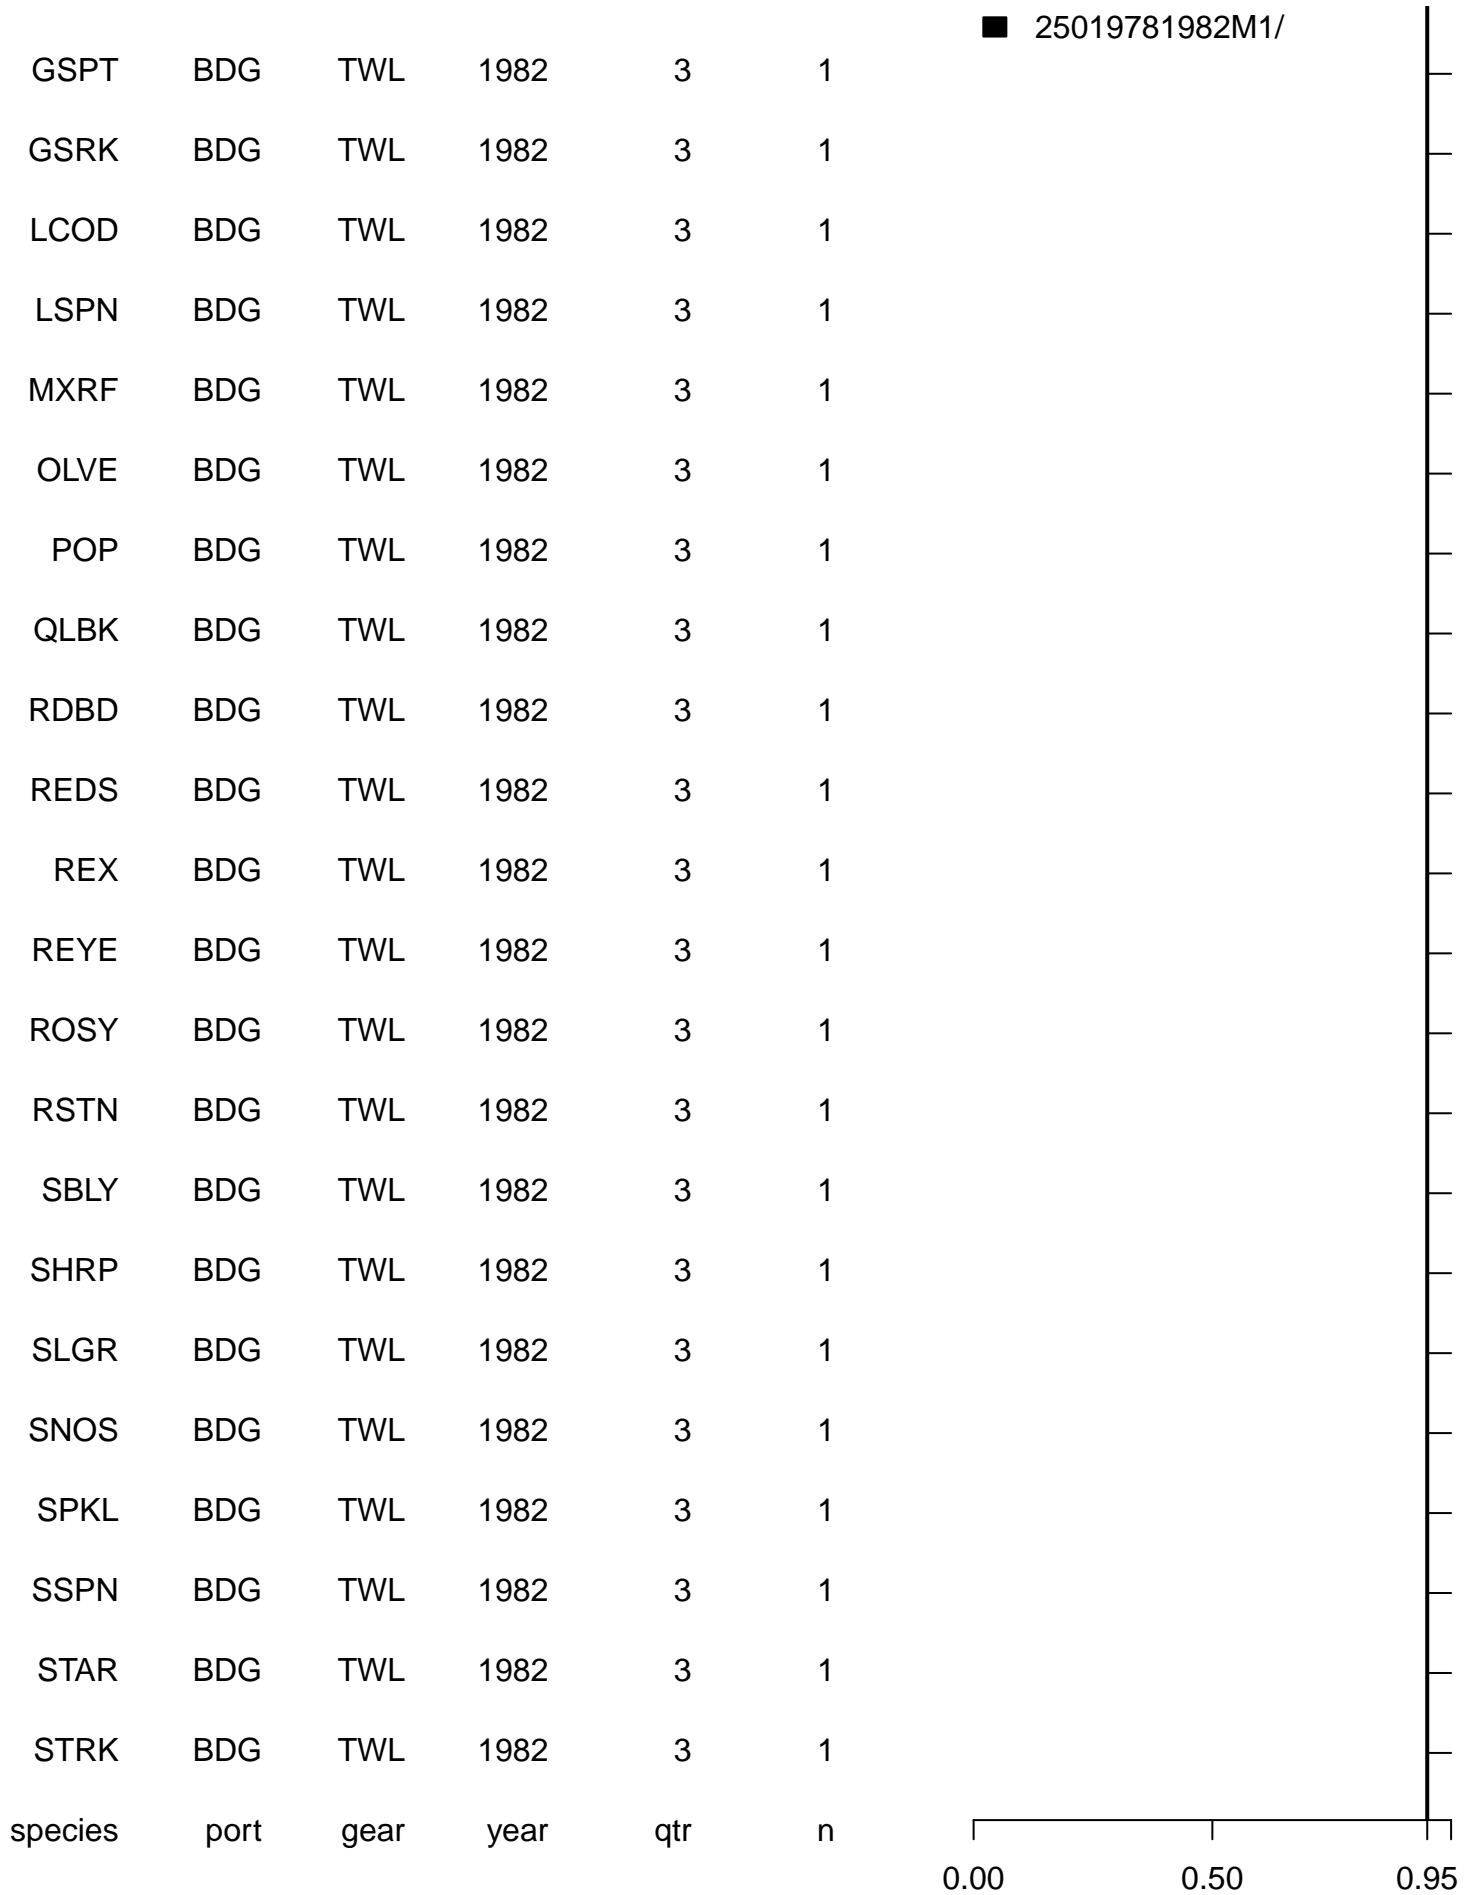 25019781982M1/
GSPT BDG TWL 1982 3 1
GSRK BDG TWL 1982 3 1
LCOD BDG TWL 1982 3 1
LSPN BDG TWL 1982 3 1
MXRF BDG TWL 1982 3 1
OLVE BDG TWL 1982 3 1
POP BDG TWL 1982 3 1
QLBK BDG TWL 1982 3 1
RDBD BDG TWL 1982 3 1
REDS BDG TWL 1982 3 1
REX BDG TWL 1982 3 1
REYE BDG TWL 1982 3 1
ROSY BDG TWL 1982 3 1
RSTN BDG TWL 1982 3 1
SBLY BDG TWL 1982 3 1
SHRP BDG TWL 1982 3 1
SLGR BDG TWL 1982 3 1
SNOS BDG TWL 1982 3 1
SPKL BDG TWL 1982 3 1
SSPN BDG TWL 1982 3 1
STAR BDG TWL 1982 3 1
STRK BDG TWL 1982 3 1
species port gear year qtr n
0.00 0.50 0.95